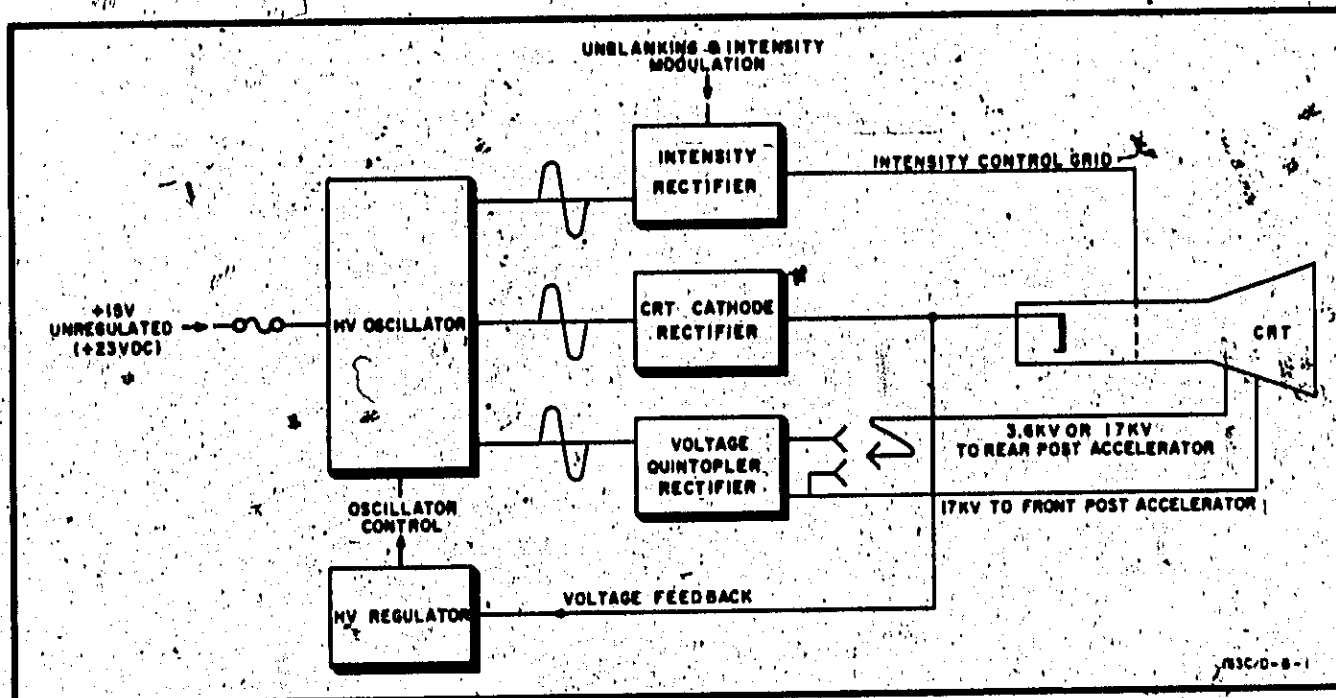 UNBLANKING & INTENSITY
MODULATION
INTENSITY
RECTIFIER
INTENSITY CONTROL GRID
+15V
UNREGULATED
(+23VDC)
HV OSCILLATOR
CRT CATHODE
RECTIFIER
CRT
VOLTAGE
QUINTOPLER
RECTIFIER
3.6KV OR 17KV
TO REAR POST ACCELERATOR
17KV TO FRONT POST ACCELERATOR
OSCILLATOR
CONTROL
HV REGULATOR
VOLTAGE FEEDBACK